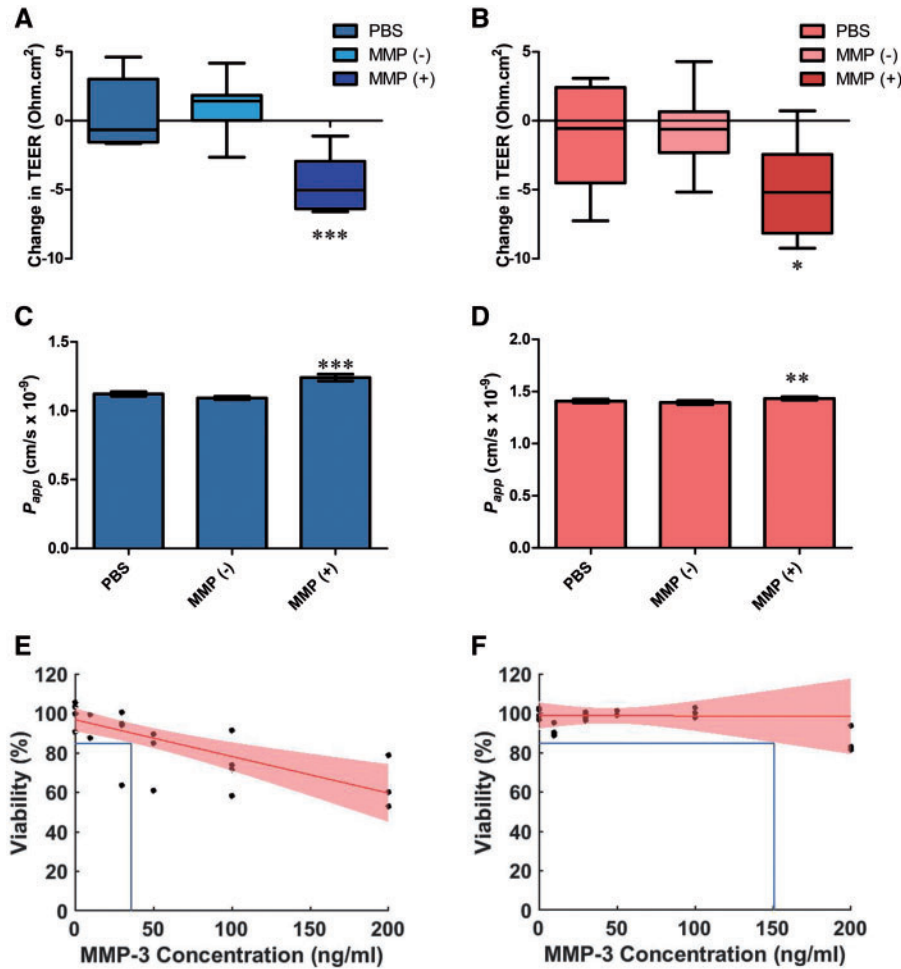 A
PBS
MMP (-)
MMP (+)
Change in TEER (Ohm.cm²)
5
0
-5
-10
***
B
PBS
MMP (-)
MMP (+)
Change in TEER (Ohm.cm²)
5
0
-5
-10
*
C
Papp (cm/s x 10⁻⁹)
1.5
1.0
0.5
0.0
***
PBS
MMP (-)
MMP (+)
D
Papp (cm/s x 10⁻⁹)
2.0
1.5
1.0
0.5
0.0
**
PBS
MMP (-)
MMP (+)
E
Viability (%)
120
100
80
60
40
20
0
0 50 100 150 200
MMP-3 Concentration (ng/ml)
F
Viability (%)
120
100
80
60
40
20
0
0 50 100 150 200
MMP-3 Concentration (ng/ml)